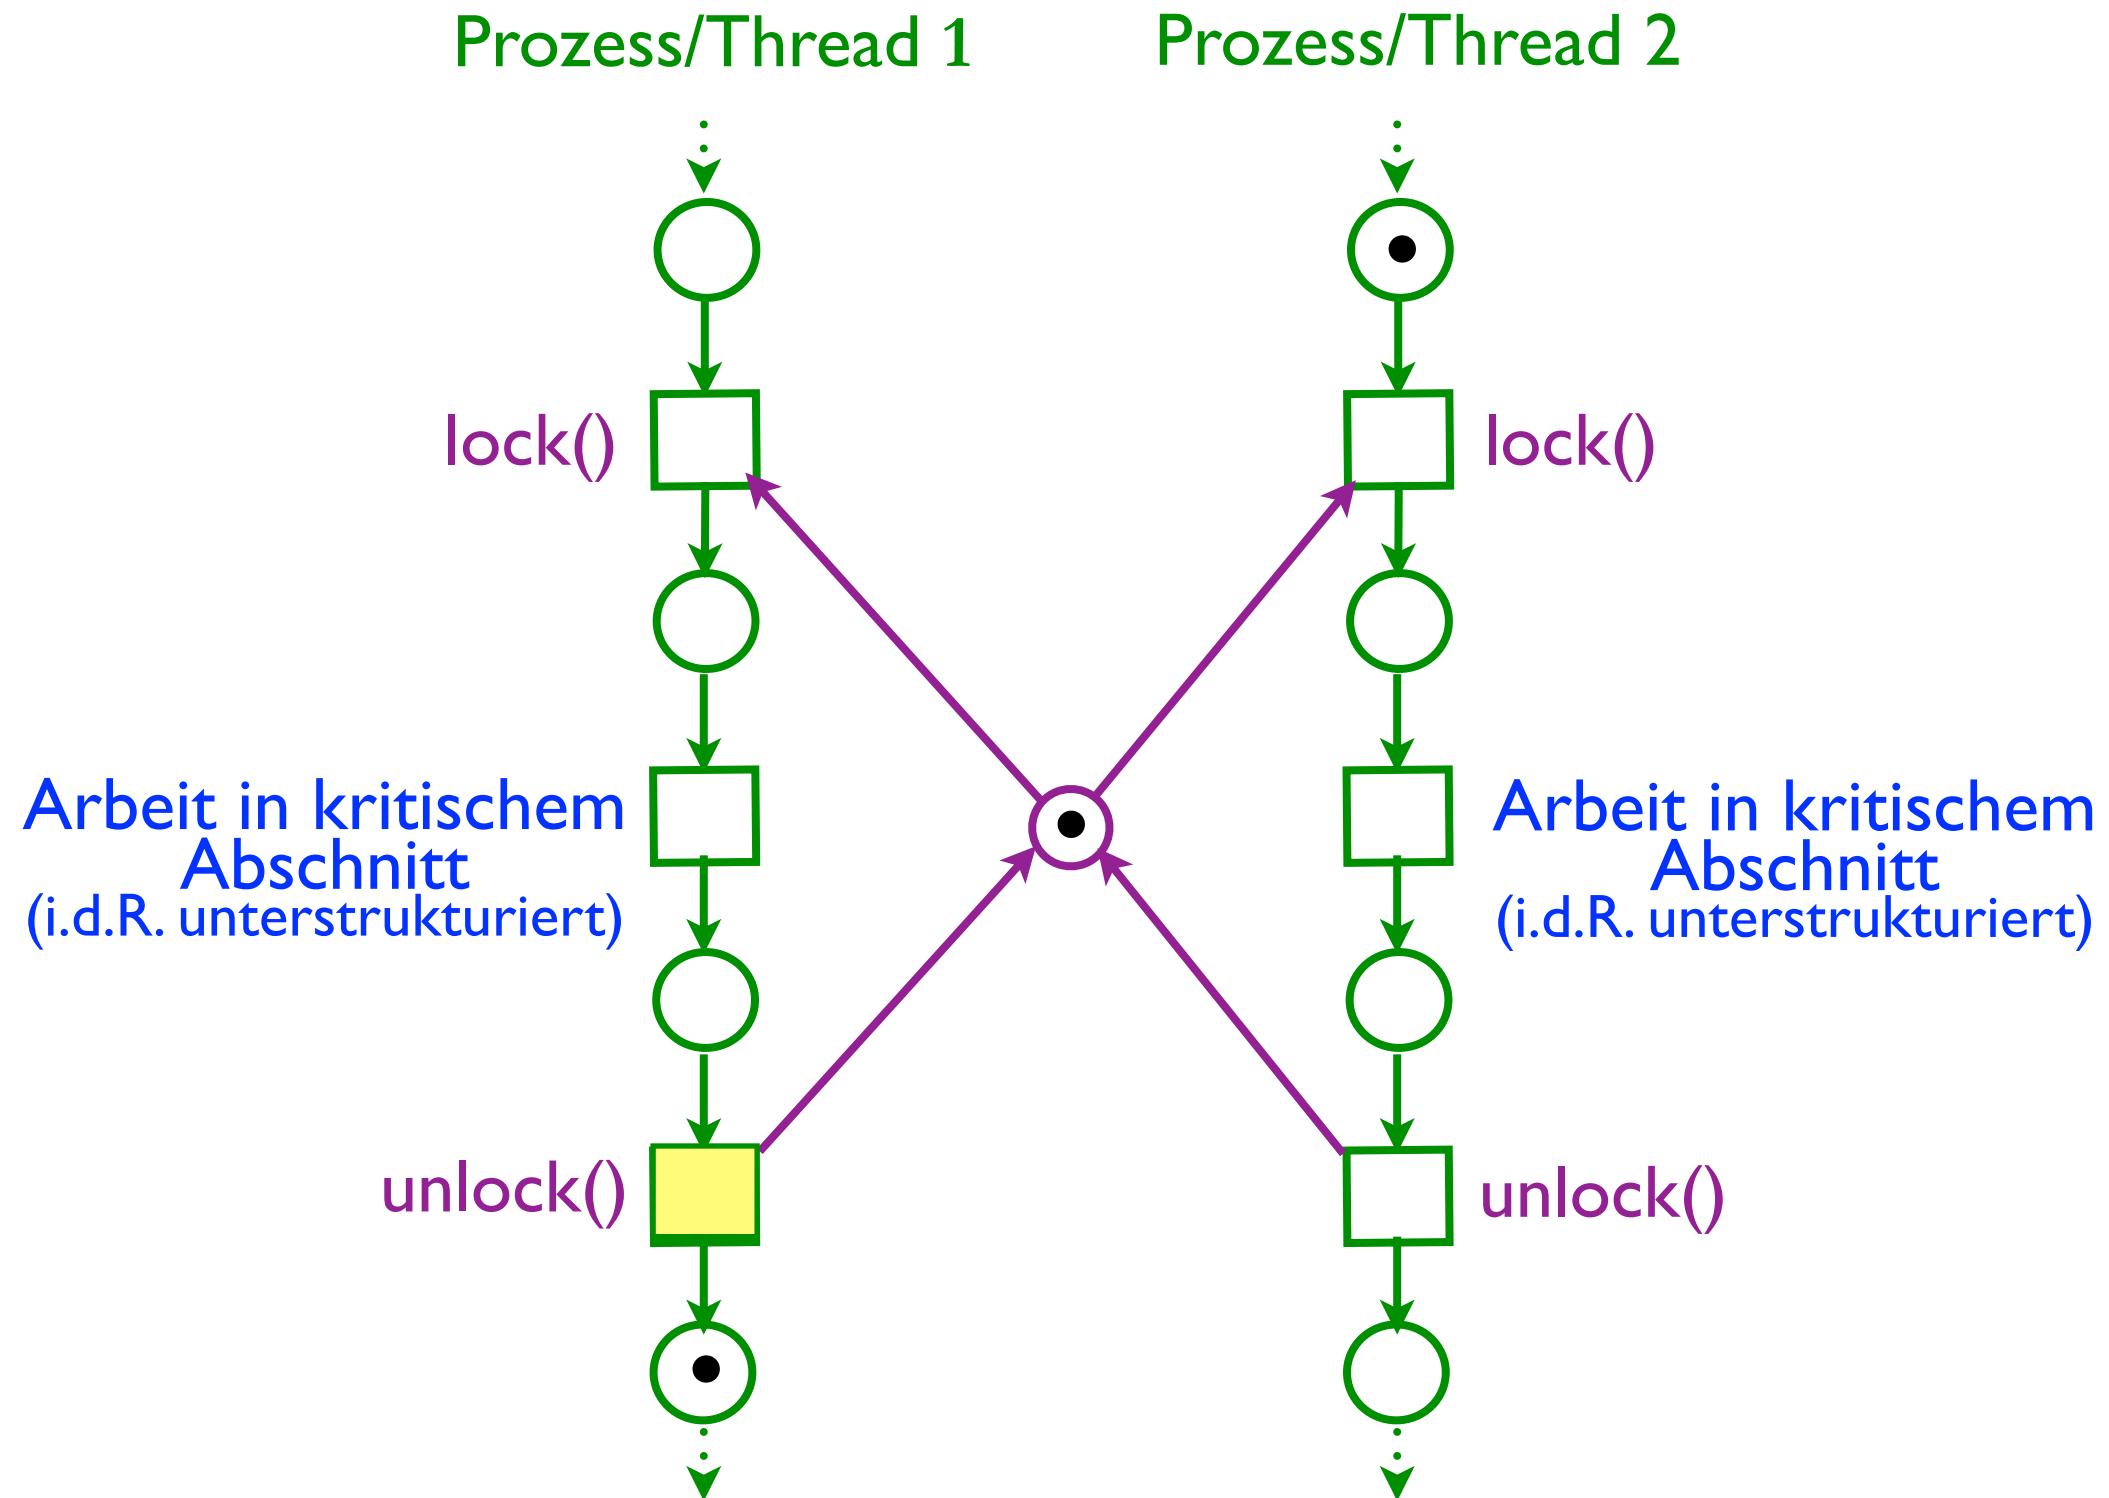 Prozess/Thread 1
Prozess/Thread 2
lock()
lock()
Arbeit in kritischem
Abschnitt
(i.d.R. unterstrukturiert)
Arbeit in kritischem
Abschnitt
(i.d.R. unterstrukturiert)
unlock()
unlock()